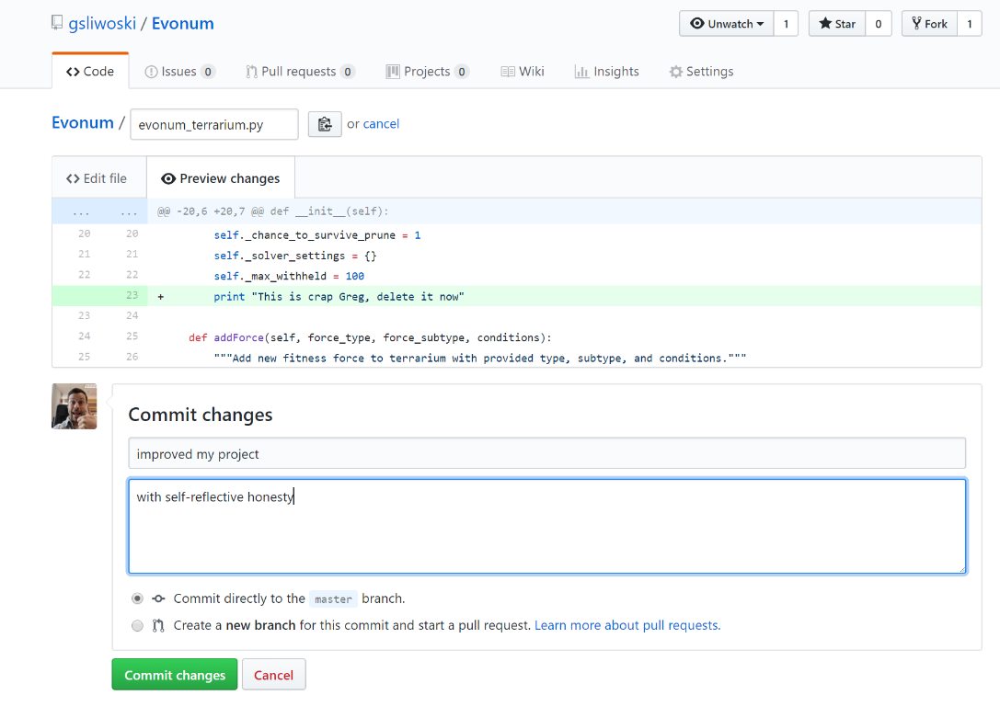 gsliwoski / Evonum
Unwatch 1 Star 0 Fork 1
Code Issues 0 Pull requests 0 Projects 0 Wiki Insights Settings
Evonum / evonum_terrarium.py or cancel
Edit file Preview changes
... ... @@ -20,6 +20,7 @@ def __init__(self):
20 20 self._chance_to_survive_prune = 1
21 21 self._solver_settings = {}
22 22 self._max_withheld = 100
23 + print "This is crap Greg, delete it now"
23 24
24 25 def addForce(self, force_type, force_subtype, conditions):
25 26 """Add new fitness force to terrarium with provided type, subtype, and conditions."""
Commit changes
improved my project
with self-reflective honesty
Commit directly to the master branch.
Create a new branch for this commit and start a pull request. Learn more about pull requests.
Commit changes Cancel